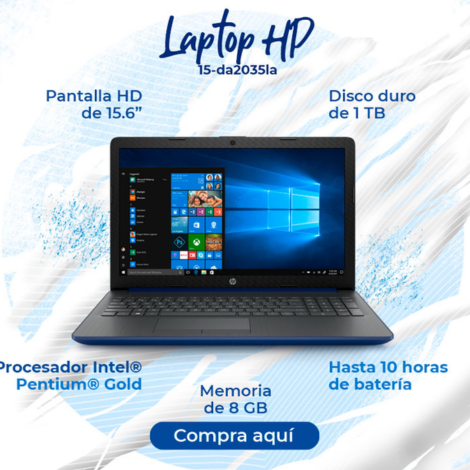 Laptop HP
15-da2035la
Pantalla HD
de 15.6”
Disco duro
de 1 TB
hp
Procesador Intel®
Pentium® Gold
Hasta 10 horas
de batería
Memoria
de 8 GB
Compra aquí